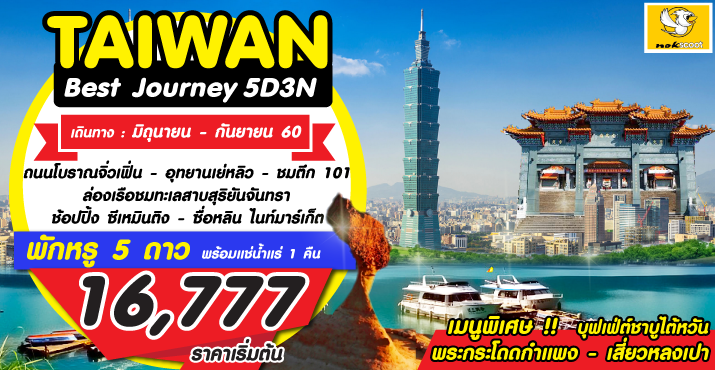 TAIWAN
Best Journey 5D3N
เดินทาง : มิถุนายน - กันยายน 60
ถนนโบราณจิ่วเฟิ่น - อุทยานเย่หลิว - ชมตึก 101
ล่องเรือชมทะเลสาบสุริยันจันทรา
ช้อปปิ้ง ซีเหมินติง - ซื่อหลิน ไนท์มาร์เก็ต
พักหรู 5 ดาว พร้อมแช่น้ำแร่ 1 คืน
16,777
ราคาเริ่มต้น
nokscoot
เมนูพิเศษ !! บุฟเฟ่ต์ชาบูไต้หวัน
พระกระโดดกำแพง - เสี่ยวหลงเปา